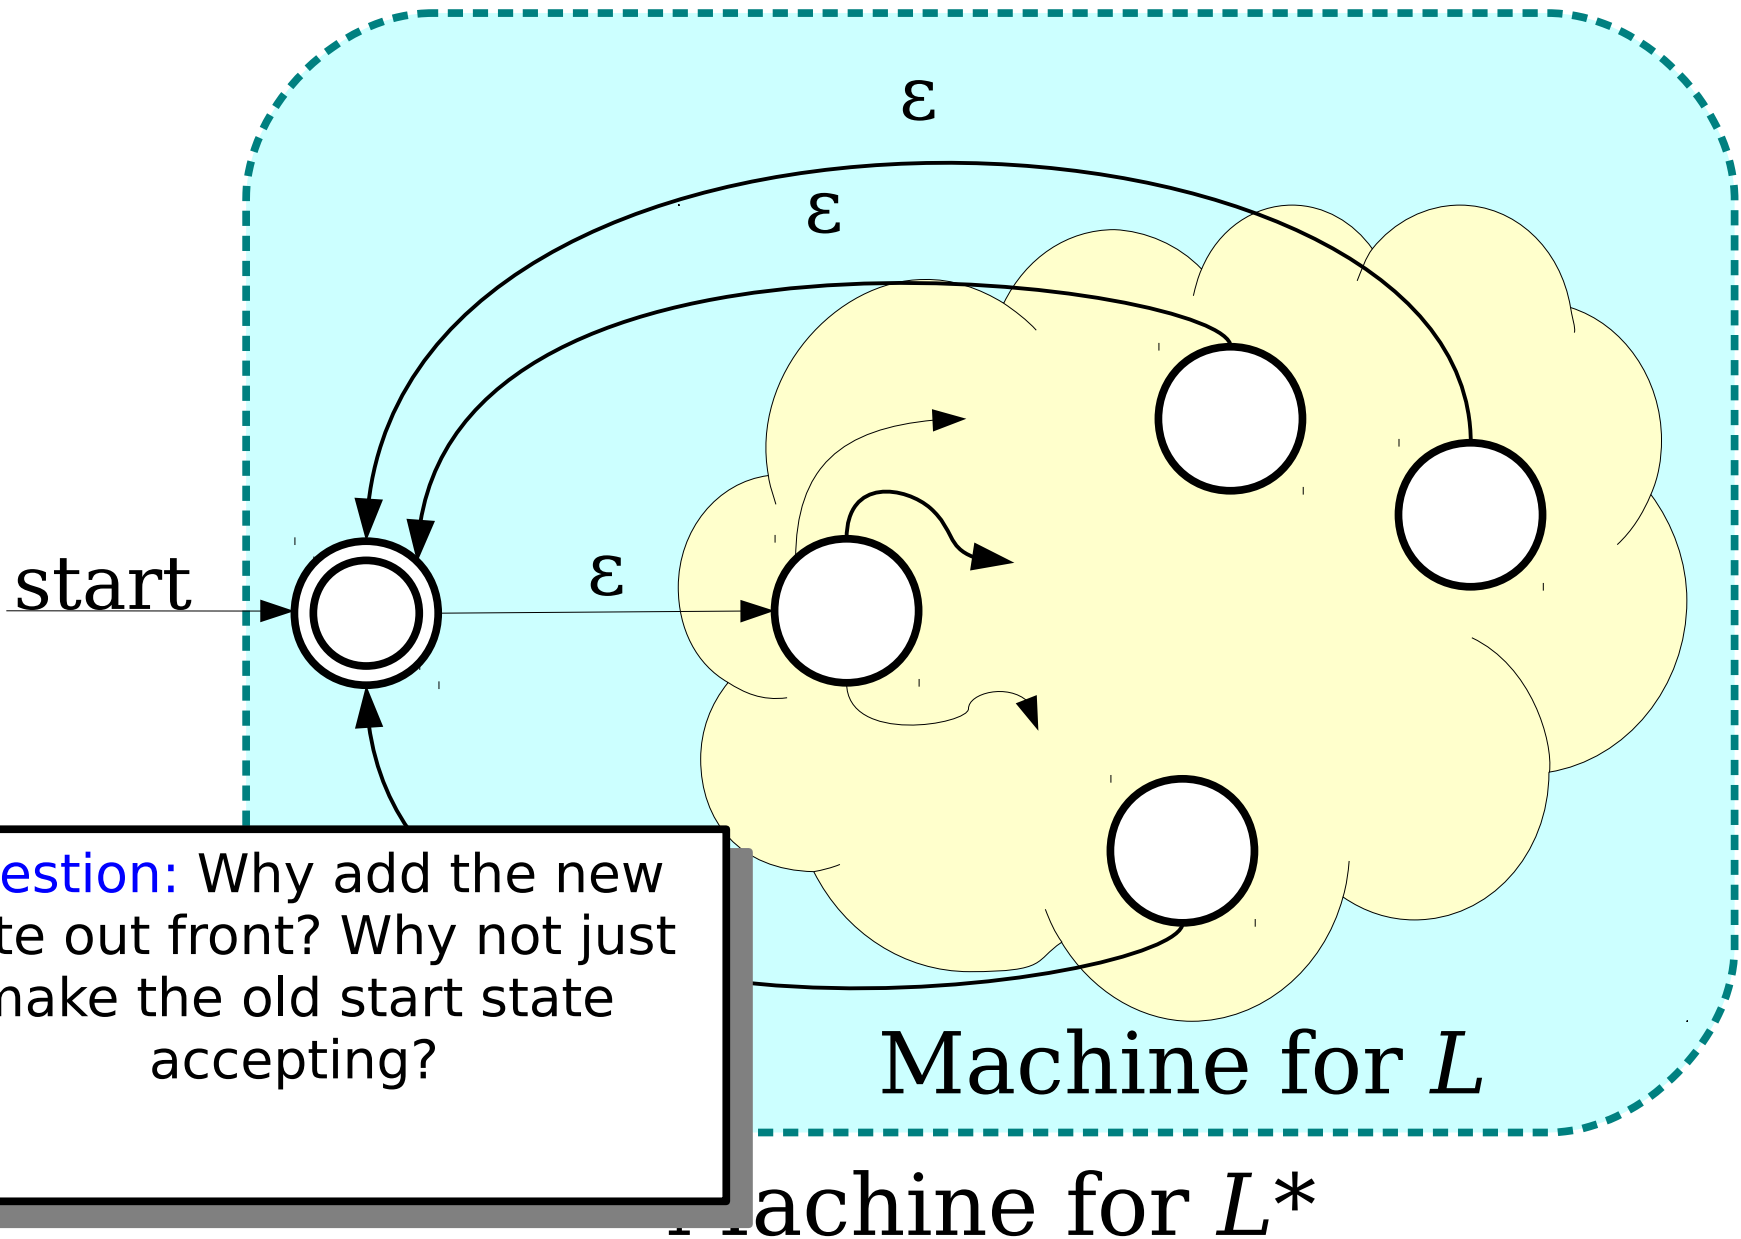 ε
ε
start
ε
estion: Why add the new
te out front? Why not just
make the old start state
accepting?
Machine for L
achine for L*